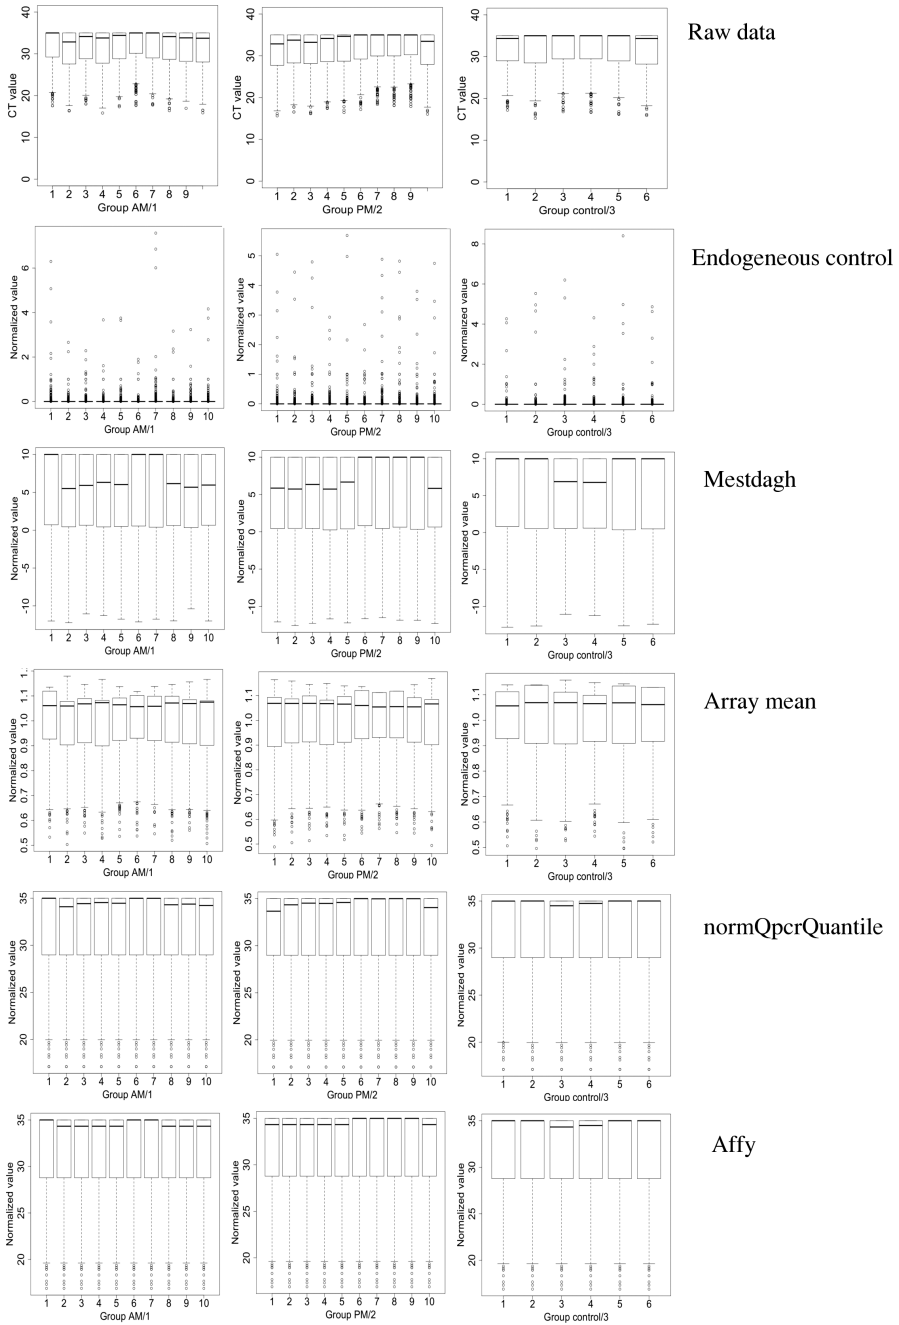 Raw data
CT value
0 10 20 30 40
1 2 3 4 5 6 7 8 9
Group AM/1
CT value
0 10 20 30 40
1 2 3 4 5 6 7 8 9
Group PM/2
CT value
0 10 20 30 40
1 2 3 4 5 6
Group control/3
Endogeneous control
Normalized value
0 2 4 6
1 2 3 4 5 6 7 8 9 10
Group AM/1
Normalized value
0 1 2 3 4 5
1 2 3 4 5 6 7 8 9 10
Group PM/2
Normalized value
0 2 4 6 8
1 2 3 4 5 6
Group control/3
Mestdagh
Normalized value
-10 -5 0 5 10
1 2 3 4 5 6 7 8 9 10
Group AM/1
Normalized value
-10 -5 0 5 10
1 2 3 4 5 6 7 8 9 10
Group PM/2
Normalized value
-10 -5 0 5 10
1 2 3 4 5 6
Group control/3
Array mean
Normalized value
0.5 0.6 0.7 0.8 0.9 1.0 1.1
1 2 3 4 5 6 7 8 9 10
Group AM/1
Normalized value
0.5 0.6 0.7 0.8 0.9 1.0 1.1
1 2 3 4 5 6 7 8 9 10
Group PM/2
Normalized value
0.5 0.6 0.7 0.8 0.9 1.0 1.1
1 2 3 4 5 6
Group control/3
normQpcrQuantile
Normalized value
20 30 35
1 2 3 4 5 6 7 8 9 10
Group AM/1
Normalized value
20 30 35
1 2 3 4 5 6 7 8 9 10
Group PM/2
Normalized value
20 30 35
1 2 3 4 5 6
Group control/3
Affy
Normalized value
20 25 30 35
1 2 3 4 5 6 7 8 9 10
Group AM/1
Normalized value
20 25 30 35
1 2 3 4 5 6 7 8 9 10
Group PM/2
Normalized value
20 25 30 35
1 2 3 4 5 6
Group control/3